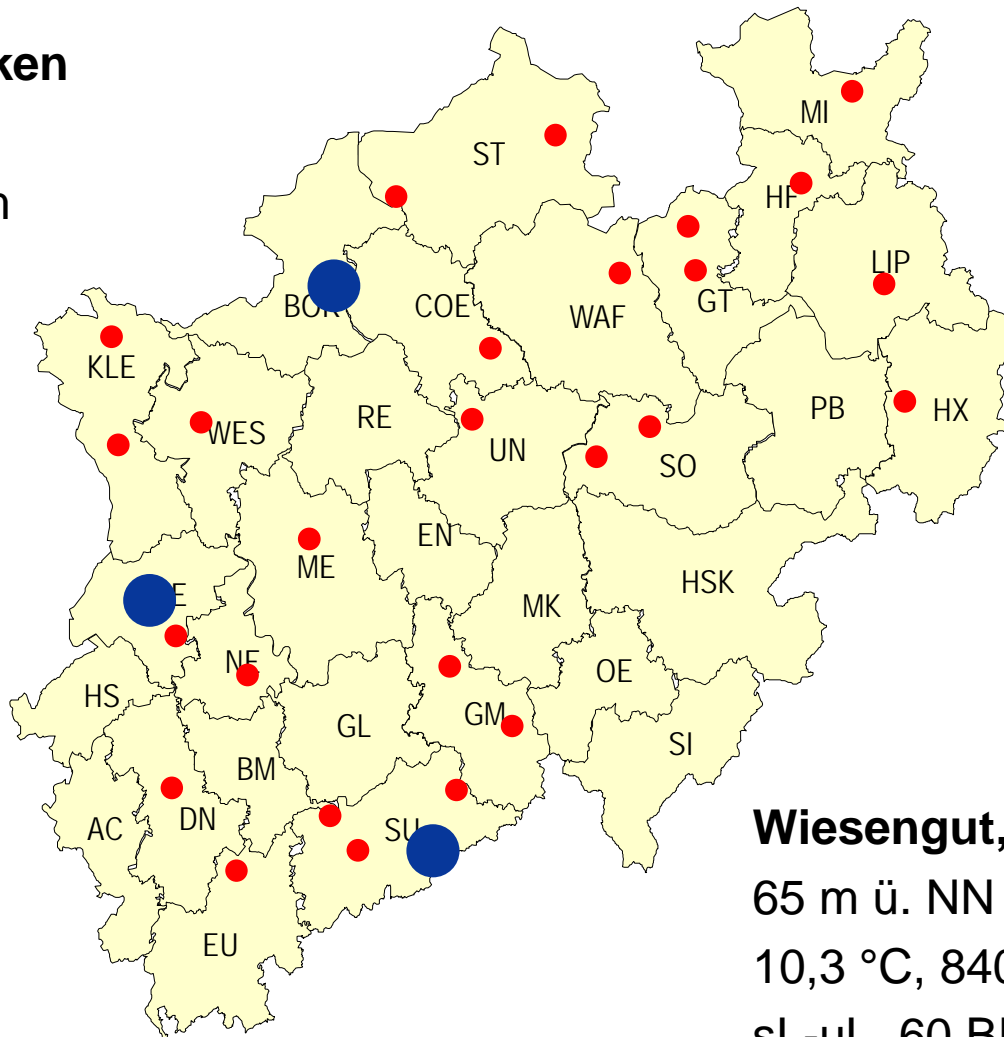 ken
n
MI
ST
HF
LIP
BOR
COE
WAF
GT
KLE
WES
RE
UN
SO
PB
HX
ME
EN
MK
HSK
E
NE
HS
GL
GM
OE
SI
BM
AC
DN
SU
EU
Wiesengut,
65 m ü. NN
10,3 °C, 840